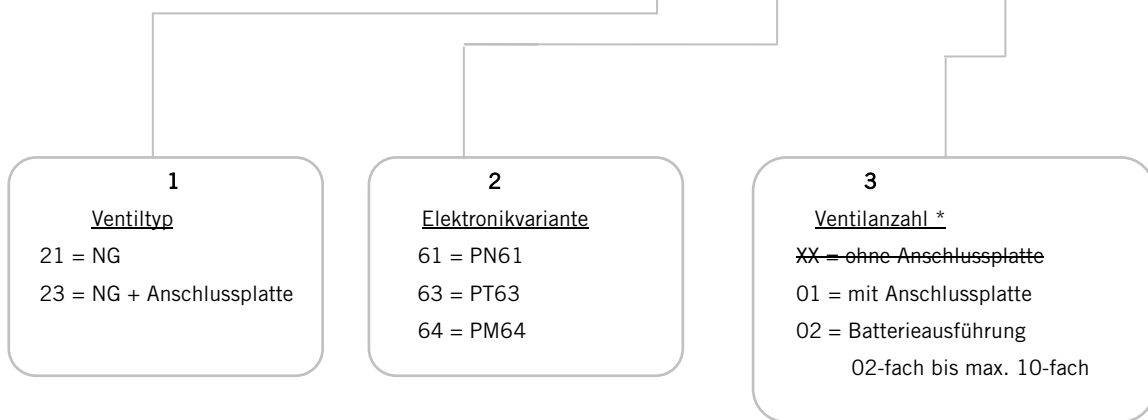 1
Ventiltyp
21 = NG
23 = NG + Anschlussplatte
2
Elektronikvariante
61 = PN61
63 = PT63
64 = PM64
3
Ventilanzahl *
XX = ohne Anschlussplatte
01 = mit Anschlussplatte
02 = Batterieausführung
02-fach bis max. 10-fach